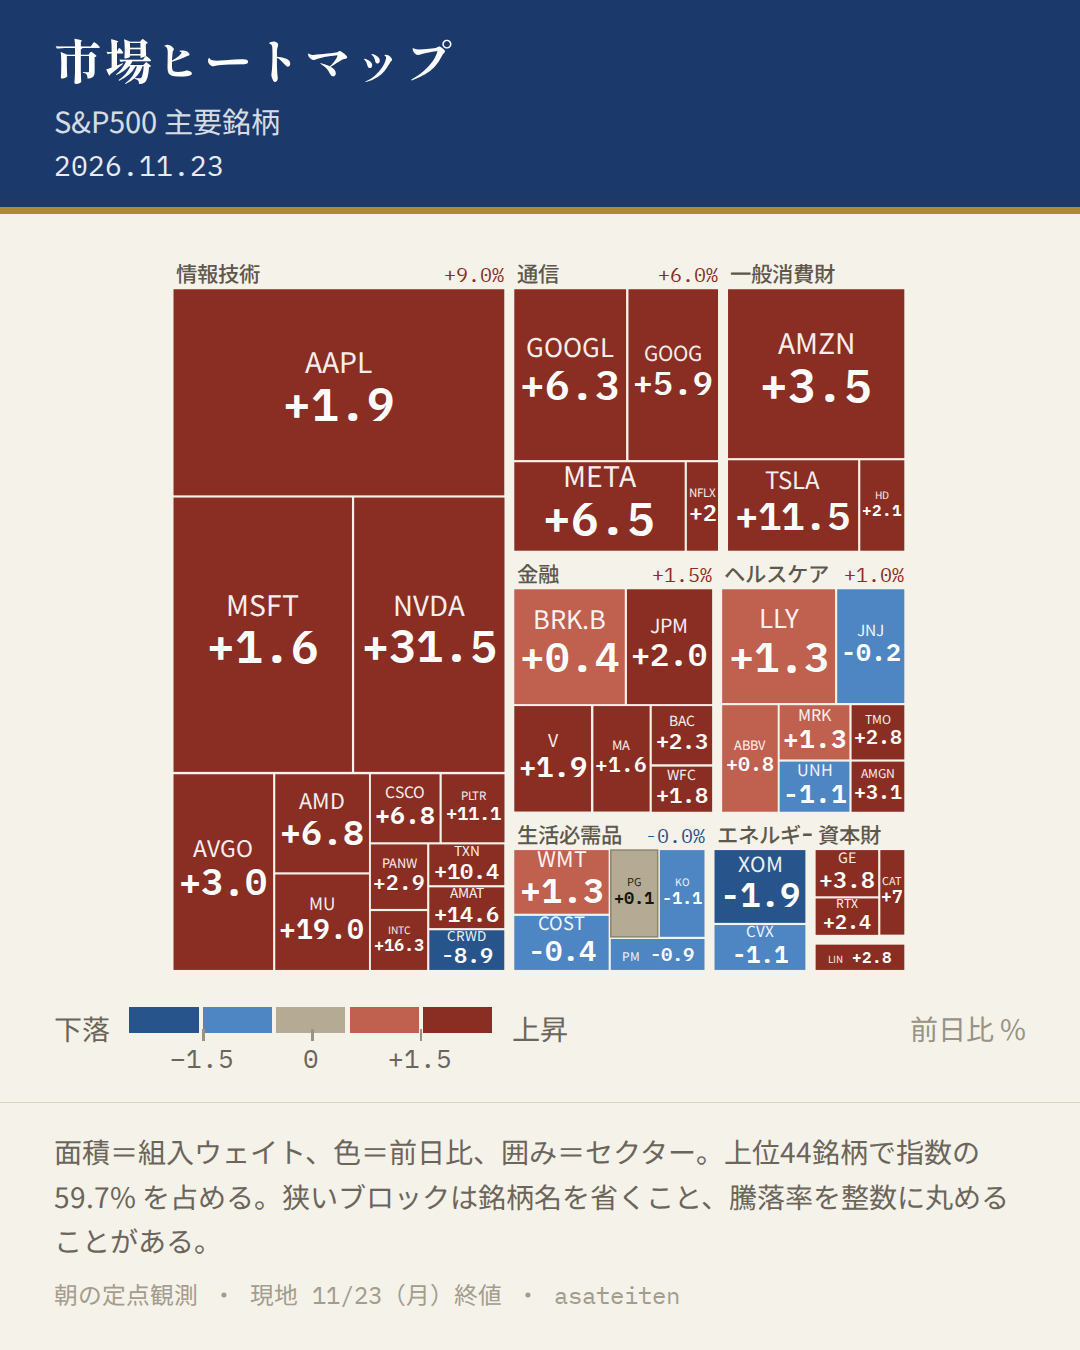 市場ヒートマップ
S&P500 主要銘柄
2026.11.23
情報技術 +9.0%
AAPL
+1.9
MSFT
+1.6
NVDA
+31.5
AVGO
+3.0
AMD
+6.8
MU
+19.0
CSCO
+6.8
PLTR
+11.1
PANW
+2.9
INTC
+16.3
TXN
+10.4
AMAT
+14.6
CRWD
-8.9
通信 +6.0%
GOOGL
+6.3
GOOG
+5.9
META
+6.5
NFLX
+2
一般消費財
AMZN
+3.5
TSLA
+11.5
HD
+2.1
金融 +1.5%
BRK.B
+0.4
JPM
+2.0
V
+1.9
MA
+1.6
BAC
+2.3
WFC
+1.8
ヘルスケア +1.0%
LLY
+1.3
JNJ
-0.2
ABBV
+0.8
MRK
+1.3
TMO
+2.8
UNH
-1.1
AMGN
+3.1
生活必需品 -0.0%
WMT
+1.3
COST
-0.4
PG
+0.1
KO
-1.1
PM -0.9
エネルギー
XOM
-1.9
CVX
-1.1
資本財
GE
+3.8
RTX
+2.4
CAT
+7
LIN +2.8
下落 上昇 前日比 %
−1.5 0 +1.5
面積＝組入ウェイト、色＝前日比、囲み＝セクター。上位44銘柄で指数の
59.7% を占める。狭いブロックは銘柄名を省くこと、騰落率を整数に丸める
ことがある。
朝の定点観測 ・ 現地 11/23（月）終値 ・ asateiten